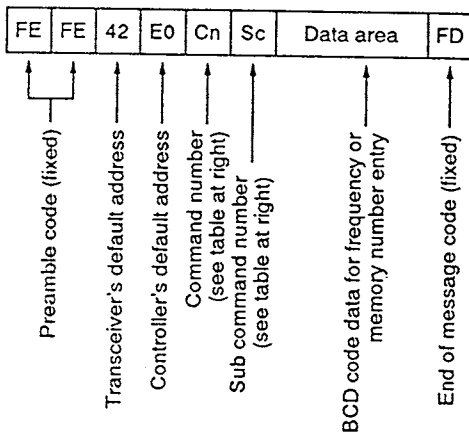 FE FE 42 E0 Cn Sc Data area FD
Preamble code (fixed)
Transceiver's default address
Controller's default address
Command number
(see table at right)
Sub command number
(see table at right)
BCD code data for frequency or
memory number entry
End of message code (fixed)